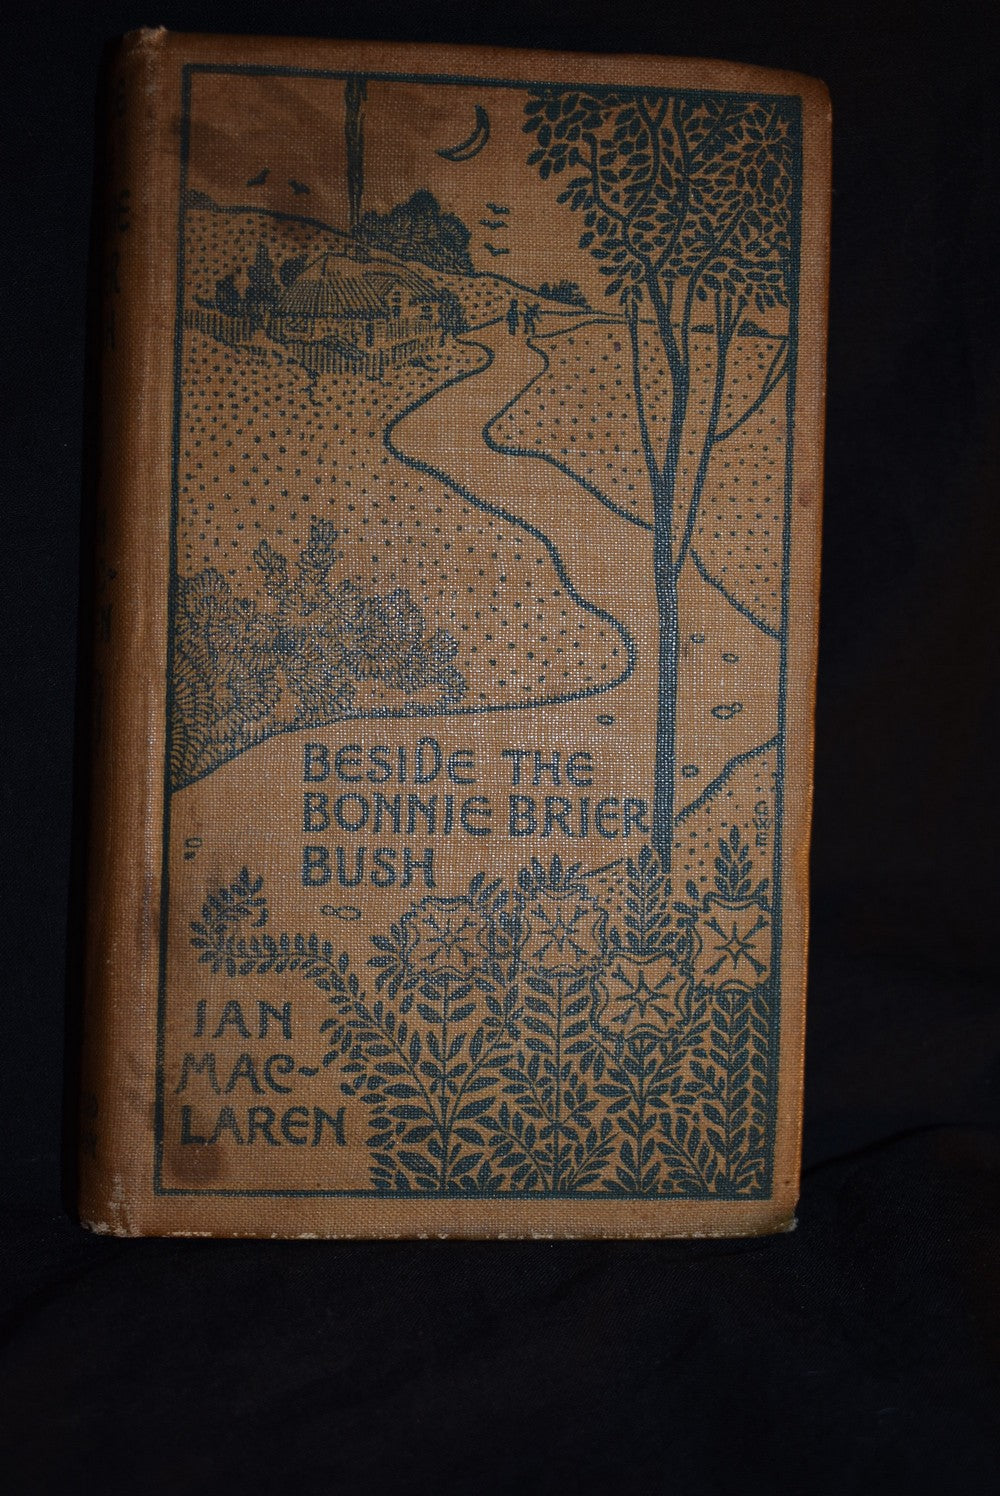 BESIDE THE
BONNIE BRIER
BUSH
IAN
MAC-
LAREN